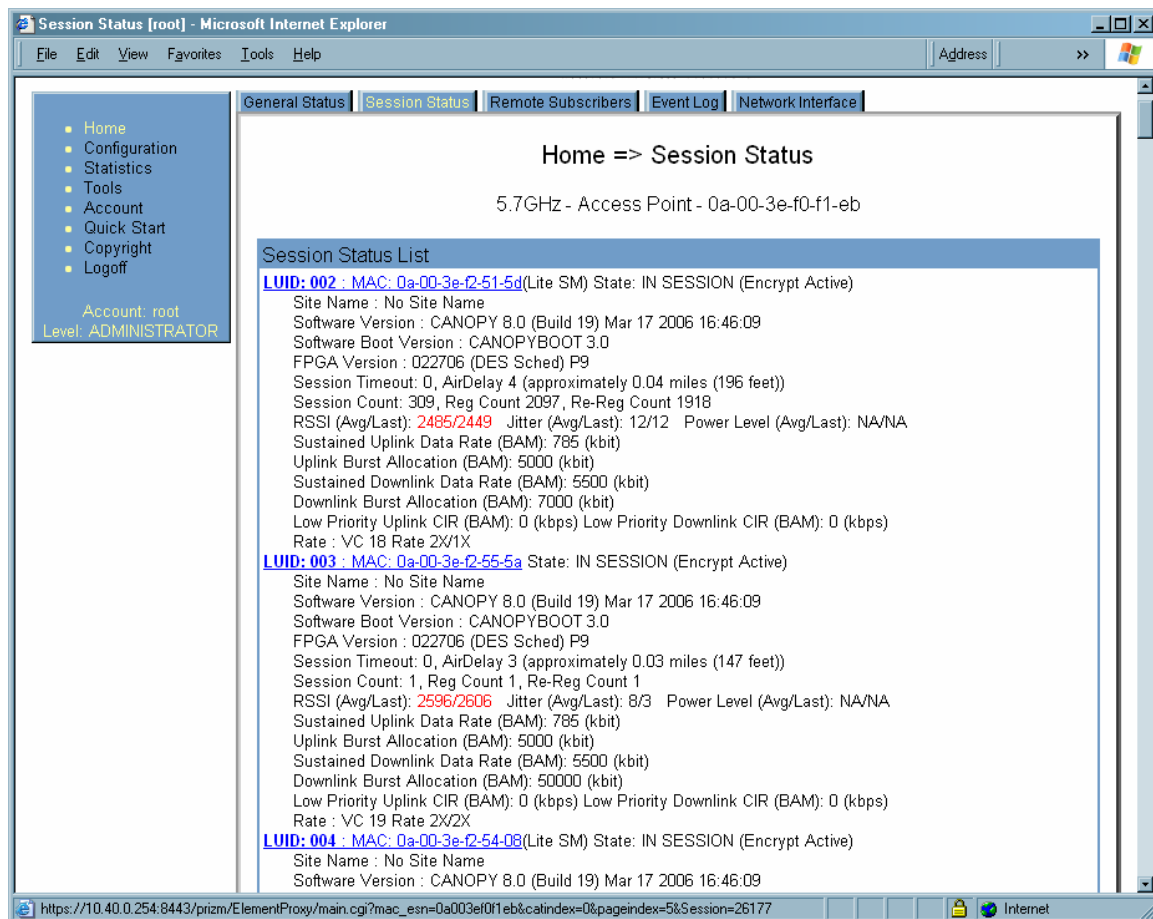 Session Status [root] - Microsoft Internet Explorer
File Edit View Favorites Tools Help
Address »
General Status Session Status Remote Subscribers Event Log Network Interface
Home
Configuration
Statistics
Tools
Account
Quick Start
Copyright
Logoff
Account: root
Level: ADMINISTRATOR
Home => Session Status
5.7GHz - Access Point - 0a-00-3e-f0-f1-eb
Session Status List
LUID: 002 : MAC: 0a-00-3e-f2-51-5d(Lite SM) State: IN SESSION (Encrypt Active)
Site Name : No Site Name
Software Version : CANOPY 8.0 (Build 19) Mar 17 2006 16:46:09
Software Boot Version : CANOPYBOOT 3.0
FPGA Version : 022706 (DES Sched) P9
Session Timeout: 0, AirDelay 4 (approximately 0.04 miles (196 feet))
Session Count: 309, Reg Count 2097, Re-Reg Count 1918
RSSI (Avg/Last): 2485/2449 Jitter (Avg/Last): 12/12 Power Level (Avg/Last): NA/NA
Sustained Uplink Data Rate (BAM): 785 (kbit)
Uplink Burst Allocation (BAM): 5000 (kbit)
Sustained Downlink Data Rate (BAM): 5500 (kbit)
Downlink Burst Allocation (BAM): 7000 (kbit)
Low Priority Uplink CIR (BAM): 0 (kbps) Low Priority Downlink CIR (BAM): 0 (kbps)
Rate : VC 18 Rate 2X/1X
LUID: 003 : MAC: 0a-00-3e-f2-55-5a State: IN SESSION (Encrypt Active)
Site Name : No Site Name
Software Version : CANOPY 8.0 (Build 19) Mar 17 2006 16:46:09
Software Boot Version : CANOPYBOOT 3.0
FPGA Version : 022706 (DES Sched) P9
Session Timeout: 0, AirDelay 3 (approximately 0.03 miles (147 feet))
Session Count: 1, Reg Count 1, Re-Reg Count 1
RSSI (Avg/Last): 2596/2606 Jitter (Avg/Last): 8/3 Power Level (Avg/Last): NA/NA
Sustained Uplink Data Rate (BAM): 785 (kbit)
Uplink Burst Allocation (BAM): 5000 (kbit)
Sustained Downlink Data Rate (BAM): 5500 (kbit)
Downlink Burst Allocation (BAM): 50000 (kbit)
Low Priority Uplink CIR (BAM): 0 (kbps) Low Priority Downlink CIR (BAM): 0 (kbps)
Rate : VC 19 Rate 2X/2X
LUID: 004 : MAC: 0a-00-3e-f2-54-08(Lite SM) State: IN SESSION (Encrypt Active)
Site Name : No Site Name
Software Version : CANOPY 8.0 (Build 19) Mar 17 2006 16:46:09
https://10.40.0.254:8443/prizm/ElementProxy/main.cgi?mac_esn=0a003ef0f1eb&catindex=0&pageindex=5&Session=26177 Internet